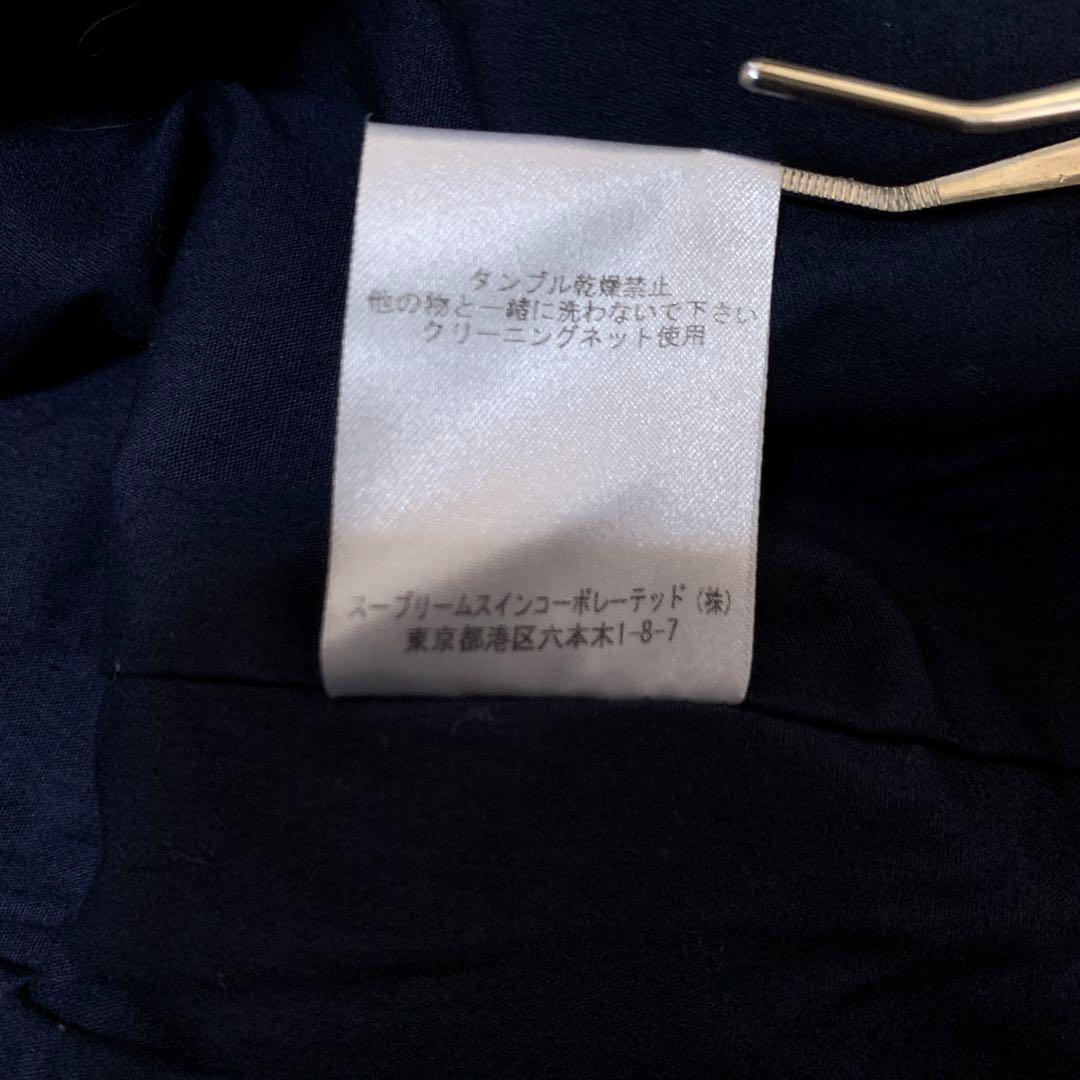 タンブル乾燥禁止
他の物と一緒に洗わないで下さい
クリーニングネット使用
スープリームスインコーポレーテッド(株)
東京都港区六本木1-8-7